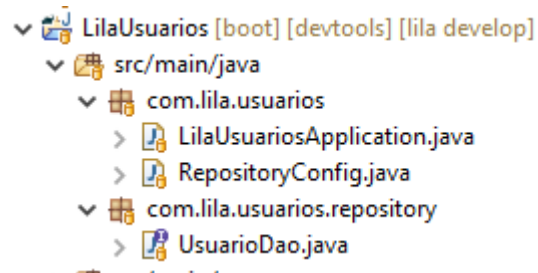 LilaUsuarios [boot] [devtools] [lila develop]
src/main/java
com.lila.usuarios
LilaUsuariosApplication.java
RepositoryConfig.java
com.lila.usuarios.repository
UsuarioDao.java